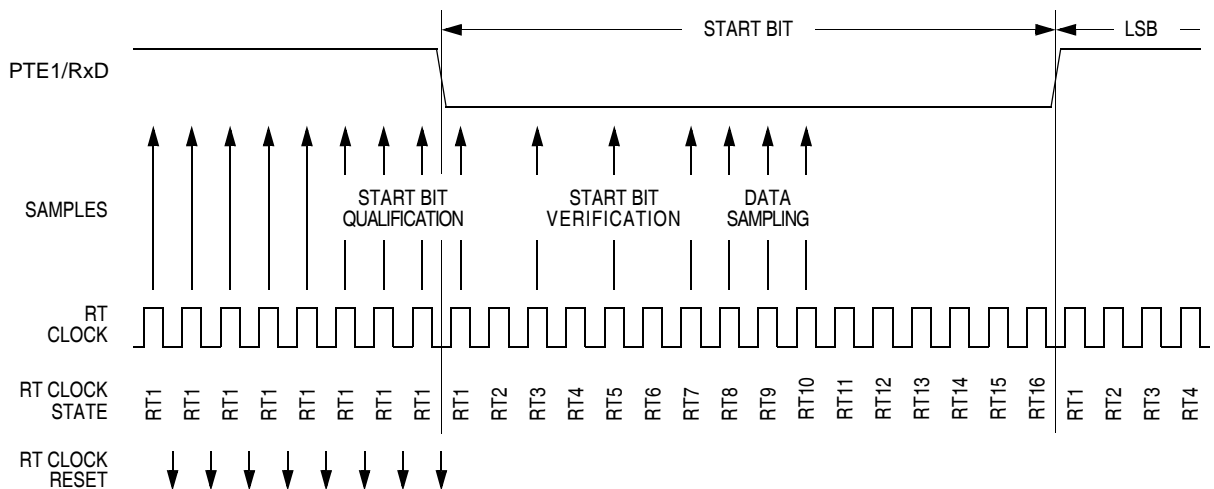 START BIT
LSB
PTE1/RxD
SAMPLES
START BIT
QUALIFICATION
START BIT
VERIFICATION
DATA
SAMPLING
RT
CLOCK
RT CLOCK
STATE
RT1 RT1 RT1 RT1 RT1 RT1 RT1 RT1 RT1 RT2 RT3 RT4 RT5 RT6 RT7 RT8 RT9 RT10 RT11 RT12 RT13 RT14 RT15 RT16 RT1 RT2 RT3 RT4
RT CLOCK
RESET